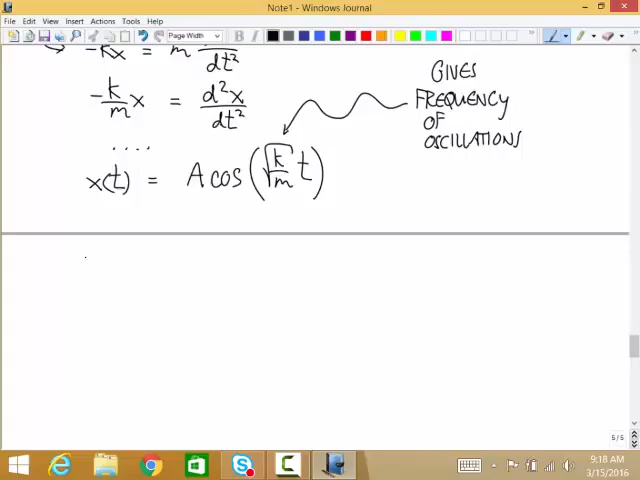 Note1 - Windows Journal
File Edit View Insert Actions Tools Help
Page Width
B I
-kx = m
dt²
-k/m x = d²x/dt²
....
x(t) = A cos(√(k/m) t)
GIVES
FREQUENCY
OF
OSCILLATIONS
5/5
9:18 AM
3/15/2016